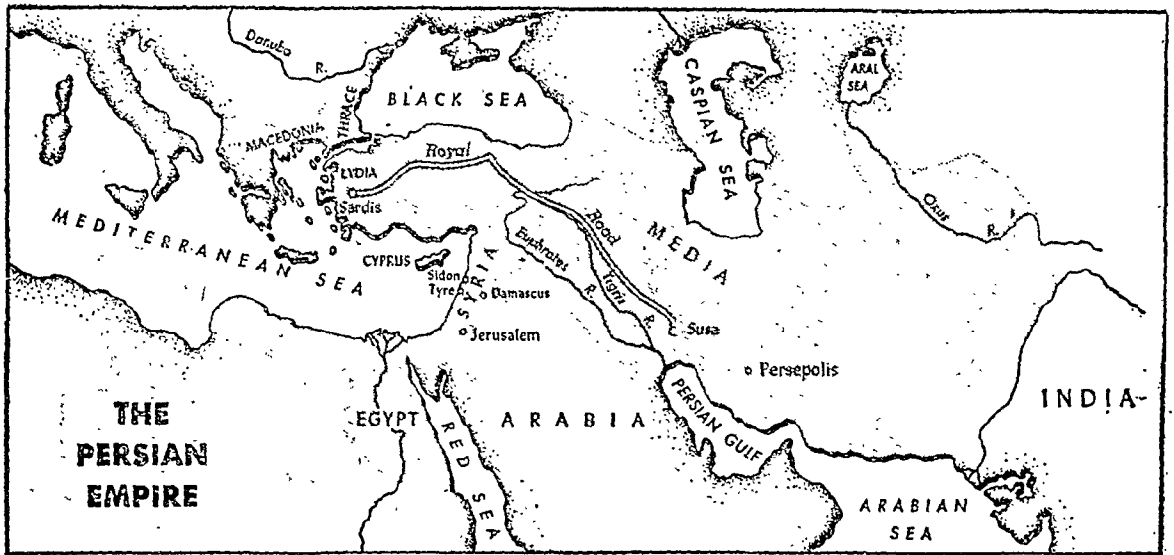 Danube
R.
BLACK SEA
CASPIAN
SEA
ARAL
SEA
MACEDONIA
THRACE
Royal
Road
LYDIA
Sardis
Oxus
R.
MEDITERRANEAN SEA
MEDIA
CYPRUS
SYRIA
Euphrates
R.
Tigris
R.
Sidon
Tyre
Damascus
Jerusalem
Susa
Persepolis
THE
PERSIAN
EMPIRE
EGYPT
RED SEA
ARABIA
PERSIAN GULF
INDIA
ARABIAN
SEA